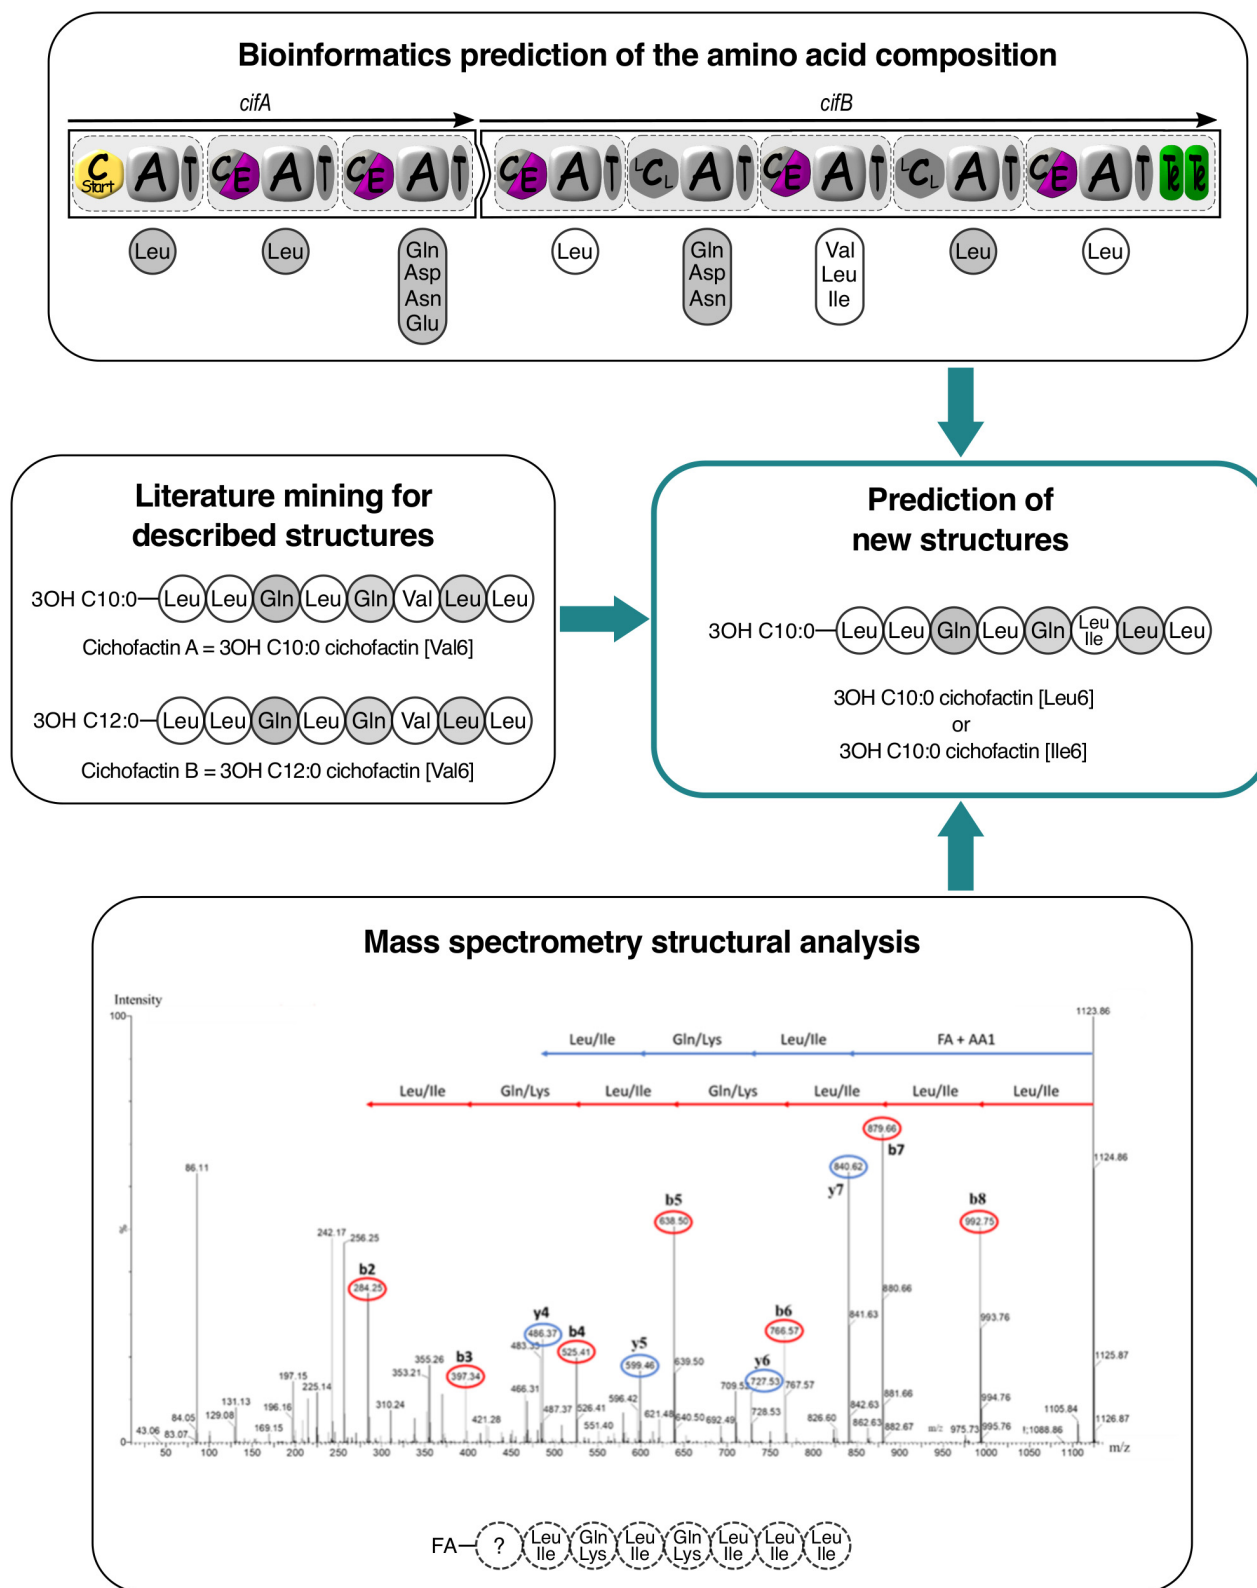 Bioinformatics prediction of the amino acid composition
cifA
cifB
C Start A T CE A T CE A T CE A T LCL A T CE A T LCL A T CE A T Te Te
Leu
Leu
Gln
Asp
Asn
Glu
Leu
Gln
Asp
Asn
Val
Leu
Ile
Leu
Leu
Literature mining for
described structures
3OH C10:0 Leu Leu Gln Leu Gln Val Leu Leu
Cichofactin A = 3OH C10:0 cichofactin [Val6]
3OH C12:0 Leu Leu Gln Leu Gln Val Leu Leu
Cichofactin B = 3OH C12:0 cichofactin [Val6]
Prediction of
new structures
3OH C10:0 Leu Leu Gln Leu Gln Leu Ile Leu Leu
3OH C10:0 cichofactin [Leu6]
or
3OH C10:0 cichofactin [Ile6]
Mass spectrometry structural analysis
Intensity
100
%
0
1123.86
Leu/Ile Gln/Lys Leu/Ile FA + AA1
Leu/Ile Gln/Lys Leu/Ile Gln/Lys Leu/Ile Leu/Ile Leu/Ile
879.66
b7
86.11
840.62
y7
1124.86
b5
638.50
b8
992.75
242.17
256.25
b2
284.25
880.66
y4
486.37
b4
525.41
b6
766.57
841.63
993.76
b3
397.34
y5
599.46
y6
727.53
353.21
355.26
639.50
709.52
767.57
1125.87
197.15
225.14
466.31
596.42
881.66
994.76
131.13
196.16
310.24
487.37
526.41
621.48
640.50
728.53
842.63
1105.84
43.06
84.05
83.07
129.08
169.15
421.28
551.40
692.49
826.60
862.63
882.67
m/z
975.73
995.76
1088.86
1126.87
50 100 150 200 250 300 350 400 450 500 550 600 650 700 750 800 850 900 950 1000 1050 1100
m/z
FA ? Leu Ile Gln Lys Leu Ile Gln Lys Leu Ile Leu Ile Leu Ile